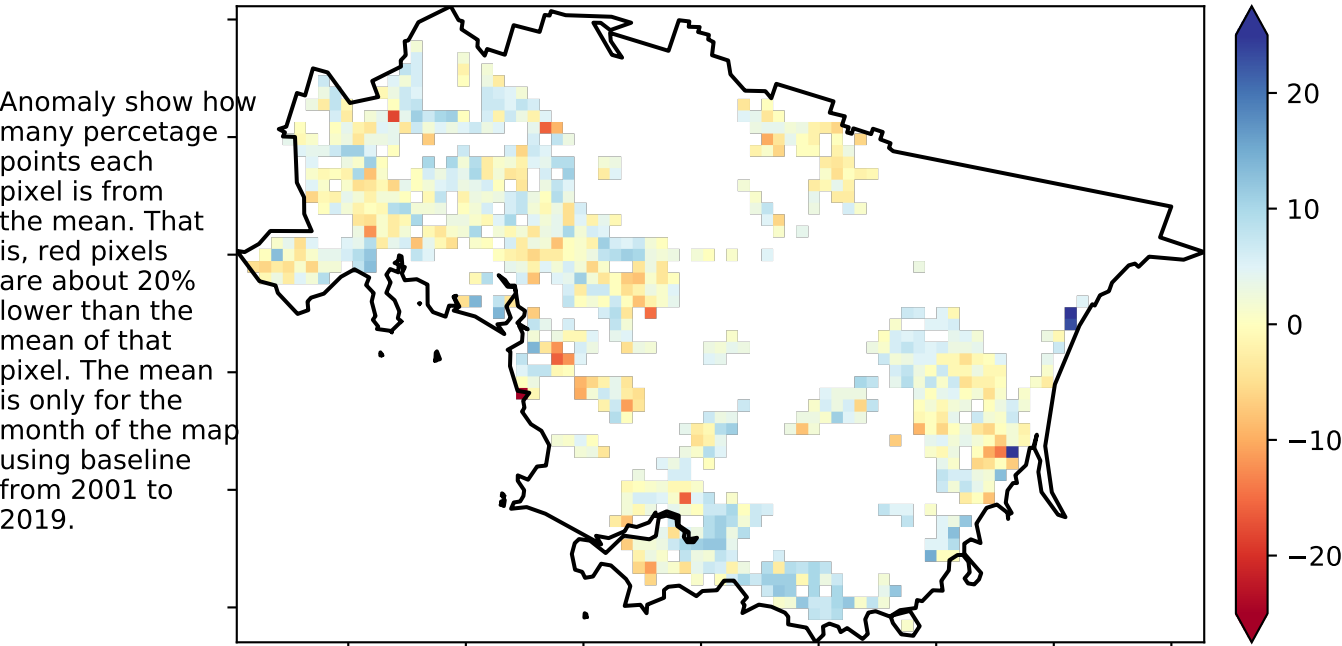 Anomaly show how
many percetage
points each
pixel is from
the mean. That
is, red pixels
are about 20%
lower than the
mean of that
pixel. The mean
is only for the
month of the map
using baseline
from 2001 to
2019.
20
10
0
−10
−20